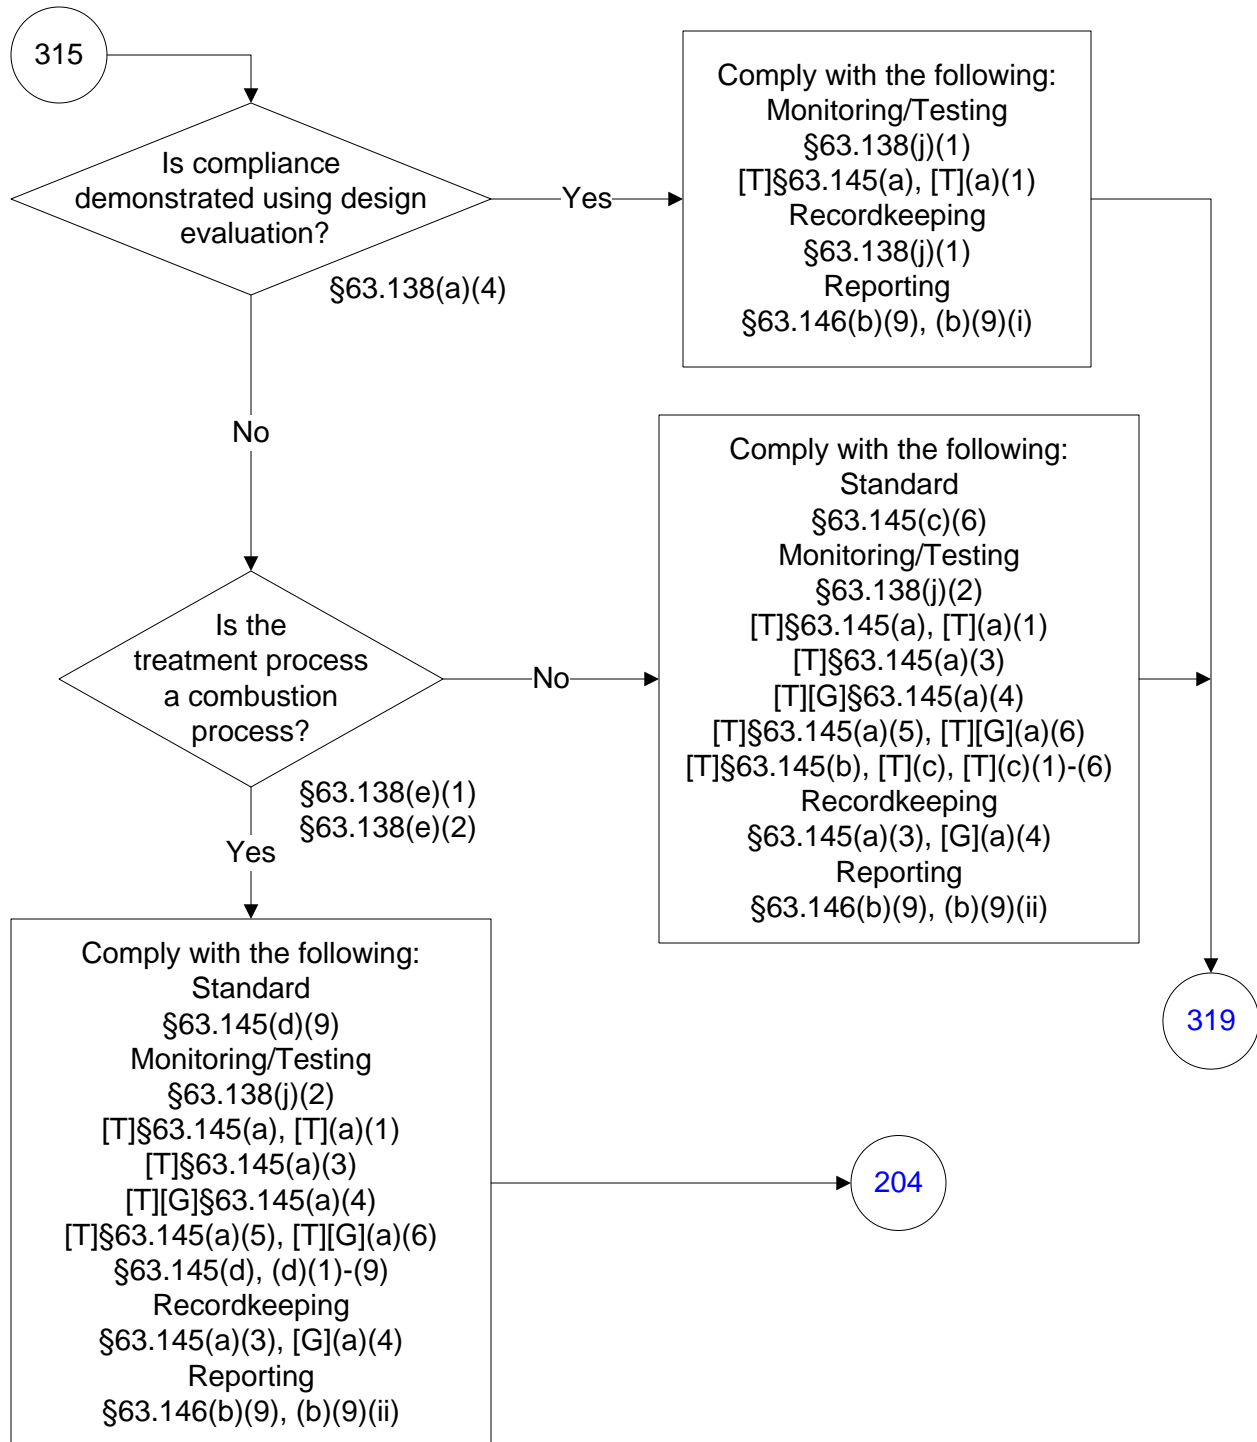 315
Is compliance
demonstrated using design
evaluation?
§63.138(a)(4)
Yes
Comply with the following:
Monitoring/Testing
§63.138(j)(1)
[T]§63.145(a), [T](a)(1)
Recordkeeping
§63.138(j)(1)
Reporting
§63.146(b)(9), (b)(9)(i)
No
Is the
treatment process
a combustion
process?
§63.138(e)(1)
§63.138(e)(2)
No
Comply with the following:
Standard
§63.145(c)(6)
Monitoring/Testing
§63.138(j)(2)
[T]§63.145(a), [T](a)(1)
[T]§63.145(a)(3)
[T][G]§63.145(a)(4)
[T]§63.145(a)(5), [T][G](a)(6)
[T]§63.145(b), [T](c), [T](c)(1)-(6)
Recordkeeping
§63.145(a)(3), [G](a)(4)
Reporting
§63.146(b)(9), (b)(9)(ii)
319
Yes
Comply with the following:
Standard
§63.145(d)(9)
Monitoring/Testing
§63.138(j)(2)
[T]§63.145(a), [T](a)(1)
[T]§63.145(a)(3)
[T][G]§63.145(a)(4)
[T]§63.145(a)(5), [T][G](a)(6)
§63.145(d), (d)(1)-(9)
Recordkeeping
§63.145(a)(3), [G](a)(4)
Reporting
§63.146(b)(9), (b)(9)(ii)
204